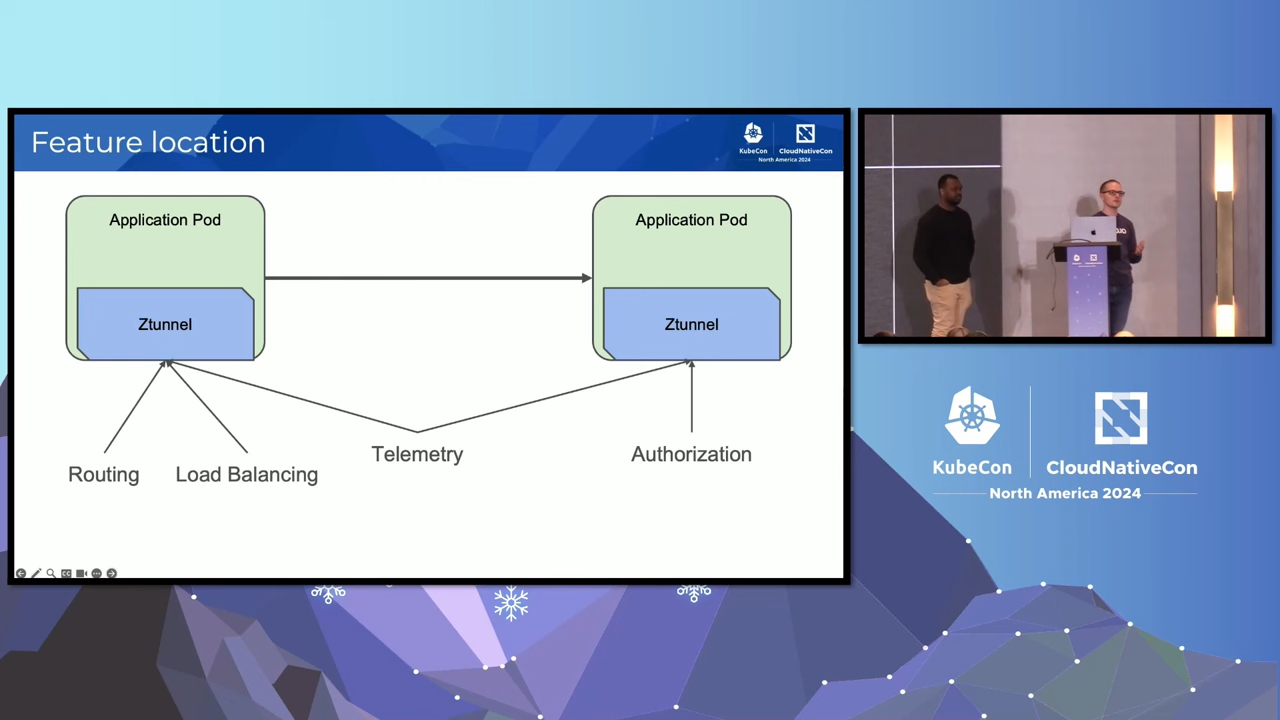 Feature location
KubeCon
CloudNativeCon
North America 2024
Application Pod
Application Pod
Ztunnel
Ztunnel
Routing
Load Balancing
Telemetry
Authorization
KubeCon
CloudNativeCon
North America 2024